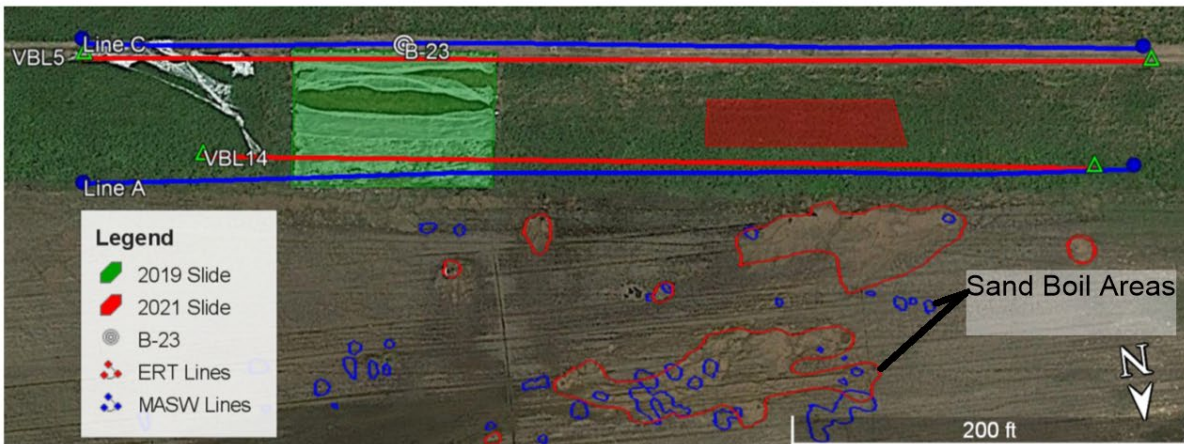 Line C
B-23
VBL5
VBL14
Line A
Legend
2019 Slide
2021 Slide
B-23
ERT Lines
MASW Lines
Sand Boil Areas
N
200 ft